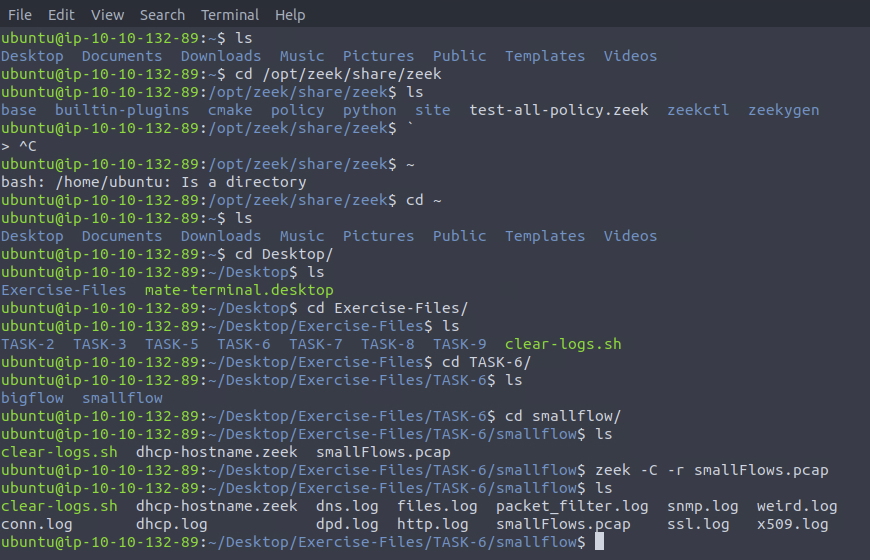 File Edit View Search Terminal Help
ubuntu@ip-10-10-132-89:~$ ls
Desktop Documents Downloads Music Pictures Public Templates Videos
ubuntu@ip-10-10-132-89:~$ cd /opt/zeek/share/zeek
ubuntu@ip-10-10-132-89:/opt/zeek/share/zeek$ ls
base builtin-plugins cmake policy python site test-all-policy.zeek zeekctl zeekygen
ubuntu@ip-10-10-132-89:/opt/zeek/share/zeek$ `
> ^C
ubuntu@ip-10-10-132-89:/opt/zeek/share/zeek$ ~
bash: /home/ubuntu: Is a directory
ubuntu@ip-10-10-132-89:/opt/zeek/share/zeek$ cd ~
ubuntu@ip-10-10-132-89:~$ ls
Desktop Documents Downloads Music Pictures Public Templates Videos
ubuntu@ip-10-10-132-89:~$ cd Desktop/
ubuntu@ip-10-10-132-89:~/Desktop$ ls
Exercise-Files mate-terminal.desktop
ubuntu@ip-10-10-132-89:~/Desktop$ cd Exercise-Files/
ubuntu@ip-10-10-132-89:~/Desktop/Exercise-Files$ ls
TASK-2 TASK-3 TASK-5 TASK-6 TASK-7 TASK-8 TASK-9 clear-logs.sh
ubuntu@ip-10-10-132-89:~/Desktop/Exercise-Files$ cd TASK-6/
ubuntu@ip-10-10-132-89:~/Desktop/Exercise-Files/TASK-6$ ls
bigflow smallflow
ubuntu@ip-10-10-132-89:~/Desktop/Exercise-Files/TASK-6$ cd smallflow/
ubuntu@ip-10-10-132-89:~/Desktop/Exercise-Files/TASK-6/smallflow$ ls
clear-logs.sh dhcp-hostname.zeek smallFlows.pcap
ubuntu@ip-10-10-132-89:~/Desktop/Exercise-Files/TASK-6/smallflow$ zeek -C -r smallFlows.pcap
ubuntu@ip-10-10-132-89:~/Desktop/Exercise-Files/TASK-6/smallflow$ ls
clear-logs.sh dhcp-hostname.zeek dns.log files.log packet_filter.log snmp.log weird.log
conn.log dhcp.log dpd.log http.log smallFlows.pcap ssl.log x509.log
ubuntu@ip-10-10-132-89:~/Desktop/Exercise-Files/TASK-6/smallflow$